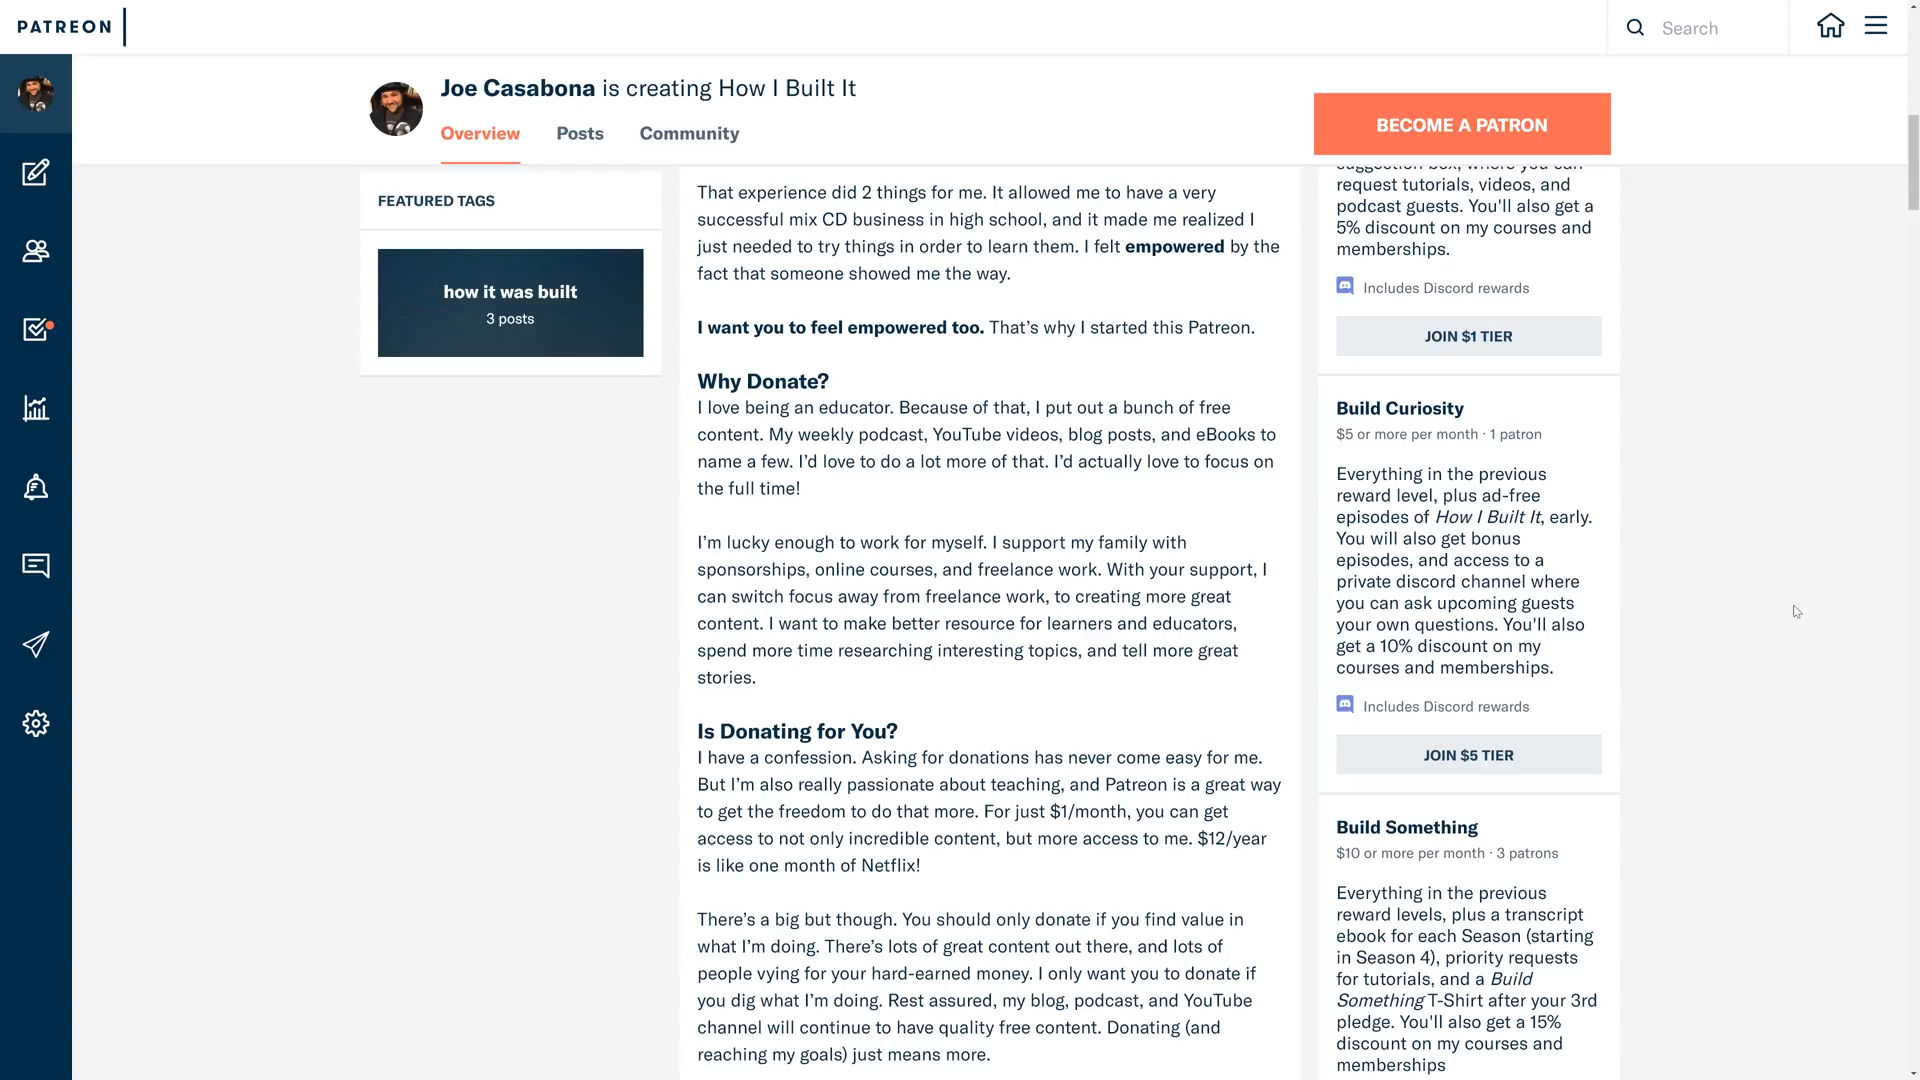 PATREON
Search
Joe Casabona is creating How I Built It
Overview
Posts
Community
BECOME A PATRON
FEATURED TAGS
how it was built
3 posts
That experience did 2 things for me. It allowed me to have a very
successful mix CD business in high school, and it made me realized I
just needed to try things in order to learn them. I felt empowered by the
fact that someone showed me the way.
I want you to feel empowered too. That's why I started this Patreon.
Why Donate?
I love being an educator. Because of that, I put out a bunch of free
content. My weekly podcast, YouTube videos, blog posts, and eBooks to
name a few. I'd love to do a lot more of that. I'd actually love to focus on
the full time!
I'm lucky enough to work for myself. I support my family with
sponsorships, online courses, and freelance work. With your support, I
can switch focus away from freelance work, to creating more great
content. I want to make better resource for learners and educators,
spend more time researching interesting topics, and tell more great
stories.
Is Donating for You?
I have a confession. Asking for donations has never come easy for me.
But I'm also really passionate about teaching, and Patreon is a great way
to get the freedom to do that more. For just $1/month, you can get
access to not only incredible content, but more access to me. $12/year
is like one month of Netflix!
There's a big but though. You should only donate if you find value in
what I'm doing. There's lots of great content out there, and lots of
people vying for your hard-earned money. I only want you to donate if
you dig what I'm doing. Rest assured, my blog, podcast, and YouTube
channel will continue to have quality free content. Donating (and
reaching my goals) just means more.
suggestion box, where you can
request tutorials, videos, and
podcast guests. You'll also get a
5% discount on my courses and
memberships.
Includes Discord rewards
JOIN $1 TIER
Build Curiosity
$5 or more per month · 1 patron
Everything in the previous
reward level, plus ad-free
episodes of How I Built It, early.
You will also get bonus
episodes, and access to a
private discord channel where
you can ask upcoming guests
your own questions. You'll also
get a 10% discount on my
courses and memberships.
Includes Discord rewards
JOIN $5 TIER
Build Something
$10 or more per month · 3 patrons
Everything in the previous
reward levels, plus a transcript
ebook for each Season (starting
in Season 4), priority requests
for tutorials, and a Build
Something T-Shirt after your 3rd
pledge. You'll also get a 15%
discount on my courses and
memberships